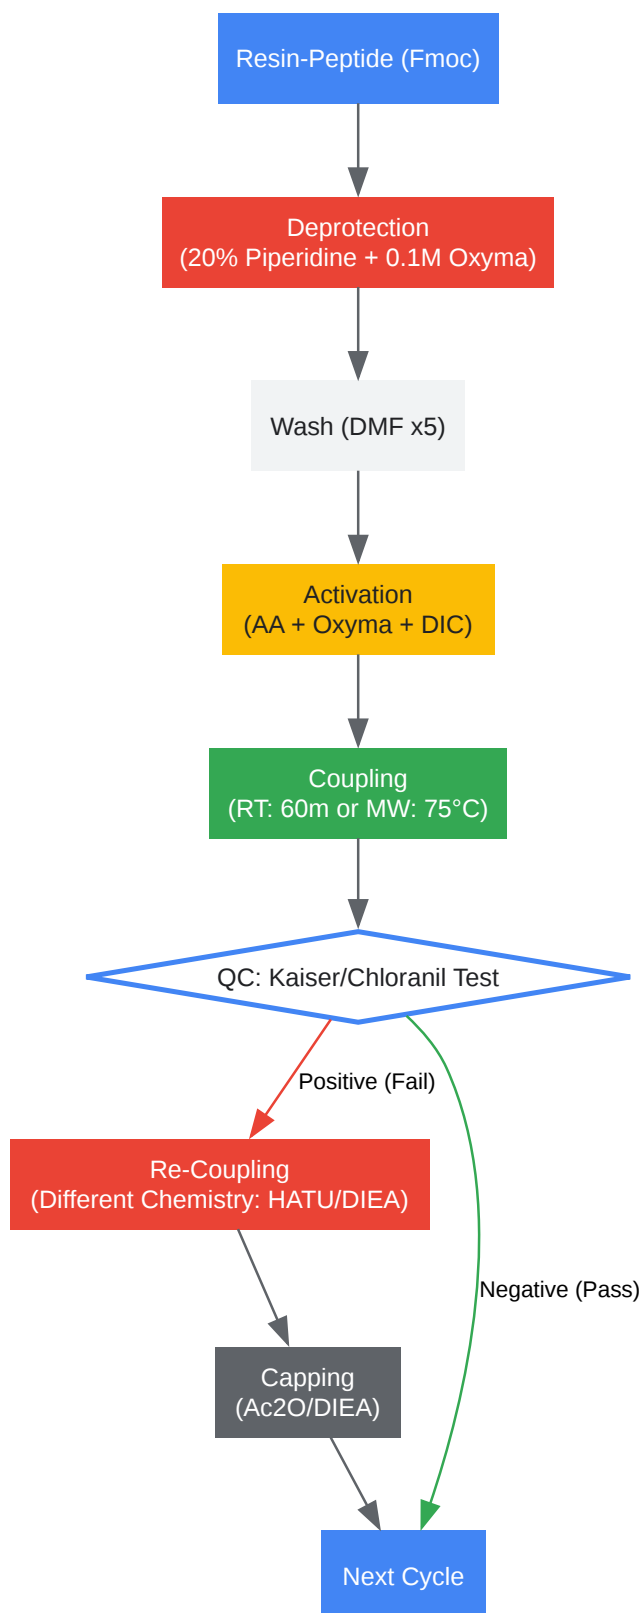 Resin-Peptide (Fmoc)
Deprotection
(20% Piperidine + 0.1M Oxyma)
Wash (DMF x5)
Activation
(AA + Oxyma + DIC)
Coupling
(RT: 60m or MW: 75°C)
QC: Kaiser/Chloranil Test
Positive (Fail)
Re-Coupling
(Different Chemistry: HATU/DIEA)
Negative (Pass)
Capping
(Ac2O/DIEA)
Next Cycle